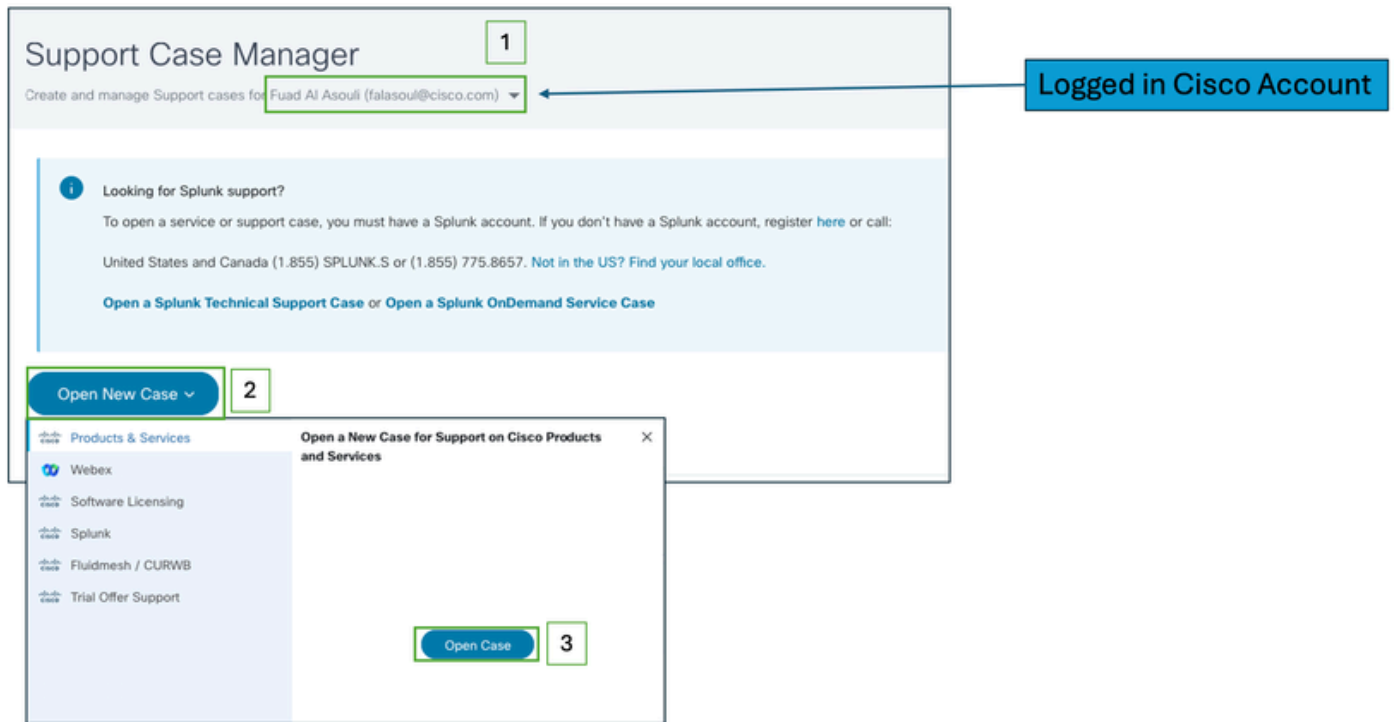 Support Case Manager
1
Create and manage Support cases for Fuad Al Asouli (falasoul@cisco.com)
Logged in Cisco Account
Looking for Splunk support?
To open a service or support case, you must have a Splunk account. If you don't have a Splunk account, register here or call:
United States and Canada (1.855) SPLUNK.S or (1.855) 775.8657. Not in the US? Find your local office.
Open a Splunk Technical Support Case or Open a Splunk OnDemand Service Case
Open New Case
2
Products & Services
Webex
Software Licensing
Splunk
Fluidmesh / CURWB
Trial Offer Support
Open a New Case for Support on Cisco Products
and Services
Open Case
3